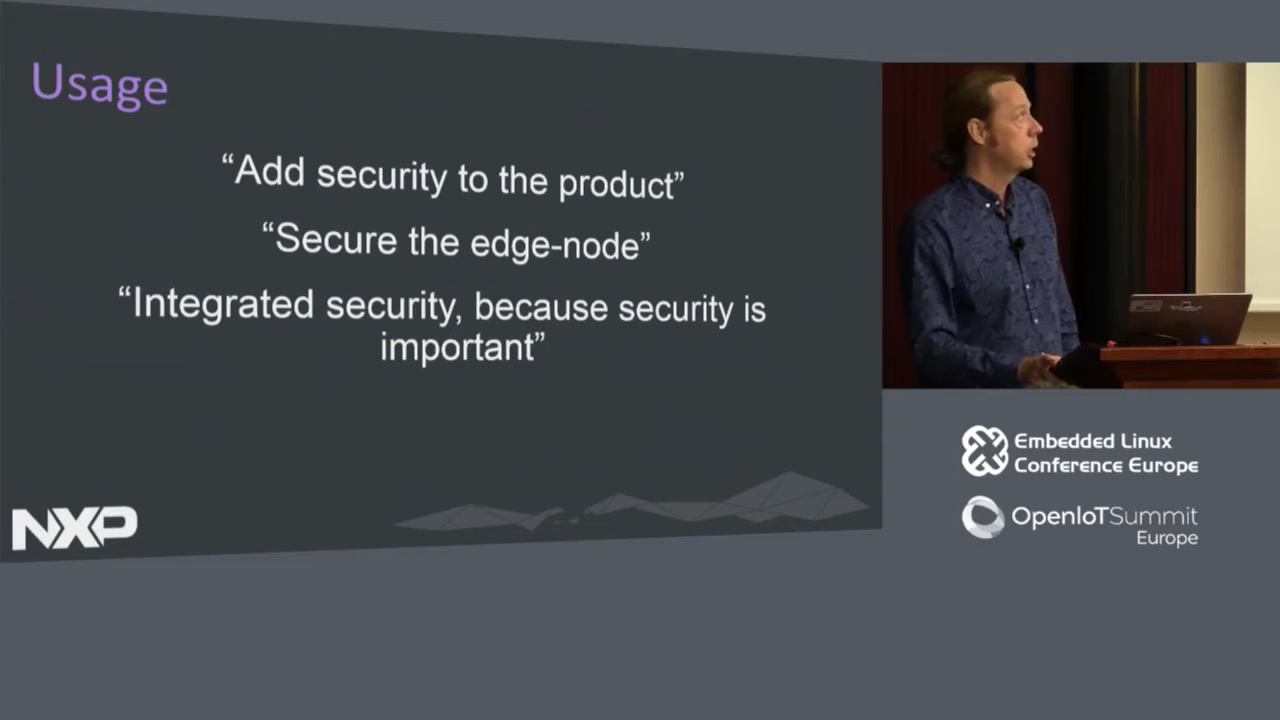 Usage
“Add security to the product”
“Secure the edge-node”
“Integrated security, because security is
important”
NXP
Embedded Linux
Conference Europe
OpenIoTSummit
Europe